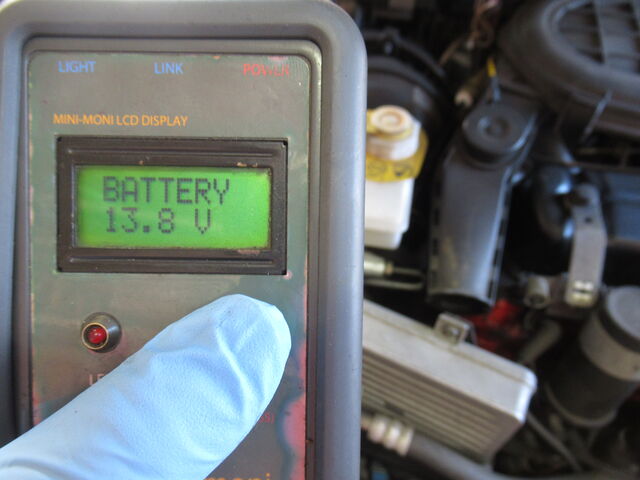 LIGHT LINK POWER
MINI-MONI LCD DISPLAY
BATTERY
13.8 V